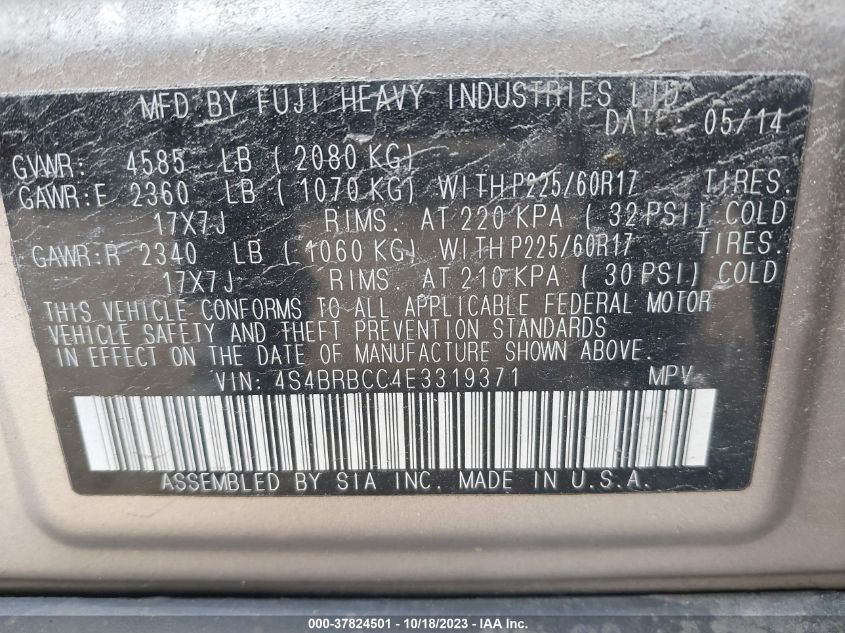 MFD BY FUJI HEAVY INDUSTRIES LTD
DATE: 05/14
GVWR: 4585 LB ( 2080 KG)
GAWR:F 2360 LB ( 1070 KG) WITH P225/60R17 TIRES.
17X7J RIMS. AT 220 KPA ( 32 PSI) COLD
GAWR:R 2340 LB ( 1060 KG) WITH P225/60R17 TIRES.
17X7J RIMS. AT 210 KPA ( 30 PSI) COLD
THIS VEHICLE CONFORMS TO ALL APPLICABLE FEDERAL MOTOR
VEHICLE SAFETY AND THEFT PREVENTION STANDARDS
IN EFFECT ON THE DATE OF MANUFACTURE SHOWN ABOVE.
VIN: 4S4BRBCC4E3319371 MPV
ASSEMBLED BY SIA INC. MADE IN U.S.A.
000-37824501 - 10/18/2023 - Copyright IAA, Inc.